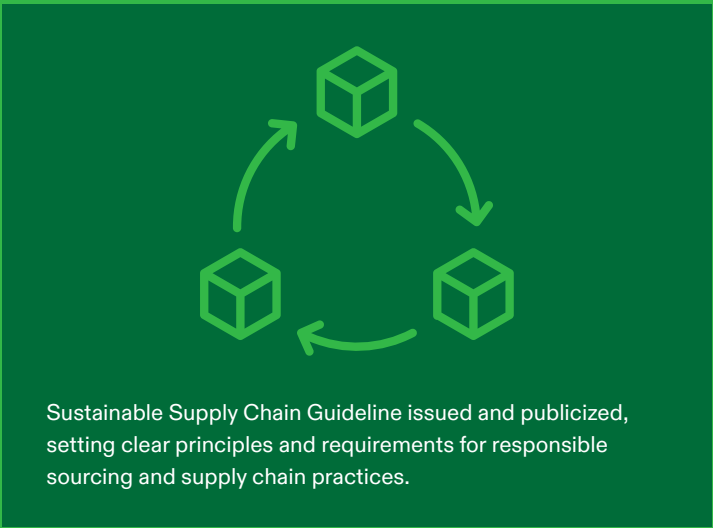 Sustainable Supply Chain Guideline issued and publicized,
setting clear principles and requirements for responsible
sourcing and supply chain practices.